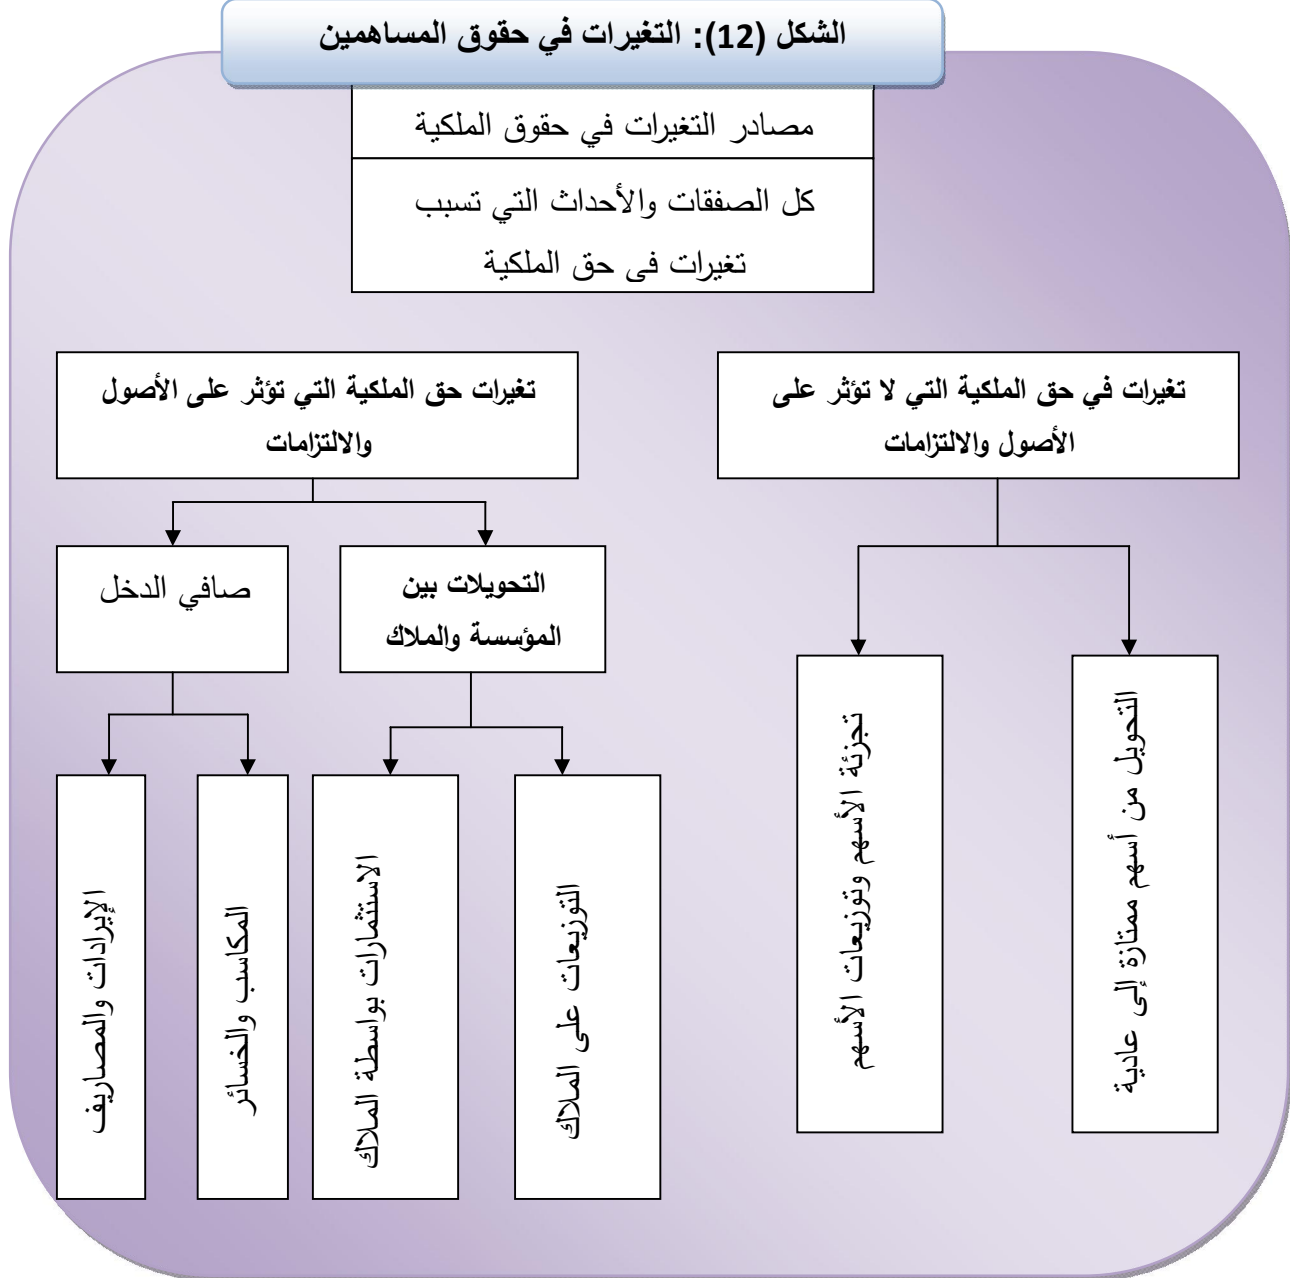 الشكل (12): التغيرات في حقوق المساهمين
مصادر التغيرات في حقوق الملكية
كل الصفقات والأحداث التي تسبب
تغيرات في حق الملكية
تغيرات في حق الملكية التي لا تؤثر على
الأصول والالتزامات
تغيرات حق الملكية التي تؤثر على الأصول
والالتزامات
التحويلات بين
المؤسسة والملاك
صافي الدخل
التحويل من أسهم ممتازة إلى عادية
تجزئة الأسهم وتوزيعات الأسهم
التوزيعات على الملاك
الاستثمارات بواسطة الملاك
المكاسب والخسائر
الإيرادات والمصاريف